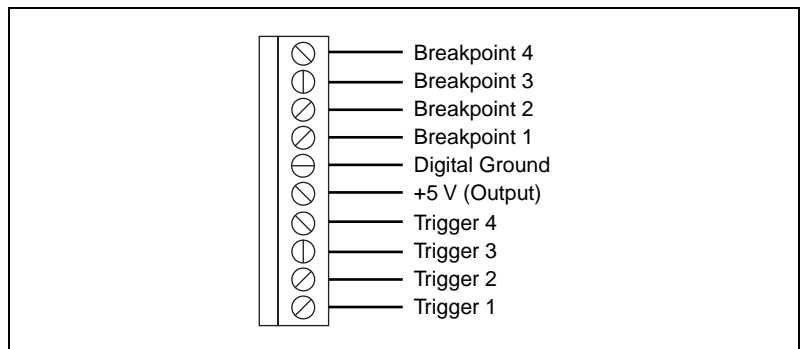 Breakpoint 4
Breakpoint 3
Breakpoint 2
Breakpoint 1
Digital Ground
+5 V (Output)
Trigger 4
Trigger 3
Trigger 2
Trigger 1